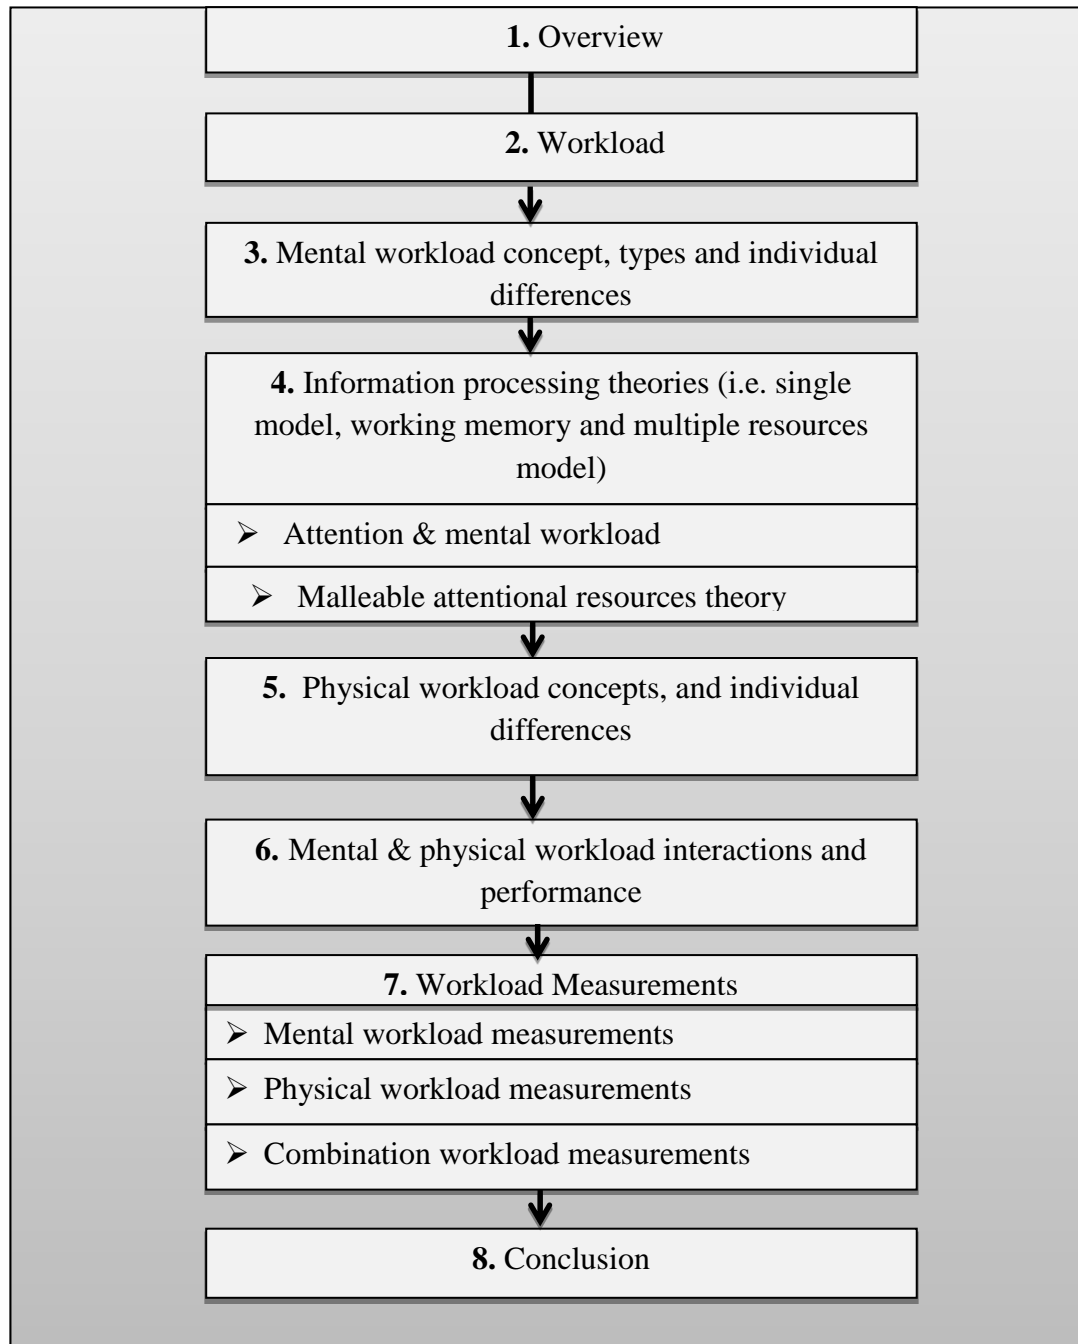 1. Overview
2. Workload
3. Mental workload concept, types and individual
differences
4. Information processing theories (i.e. single
model, working memory and multiple resources
model)
➢ Attention & mental workload
➢ Malleable attentional resources theory
5. Physical workload concepts, and individual
differences
6. Mental & physical workload interactions and
performance
7. Workload Measurements
➢ Mental workload measurements
➢ Physical workload measurements
➢ Combination workload measurements
8. Conclusion